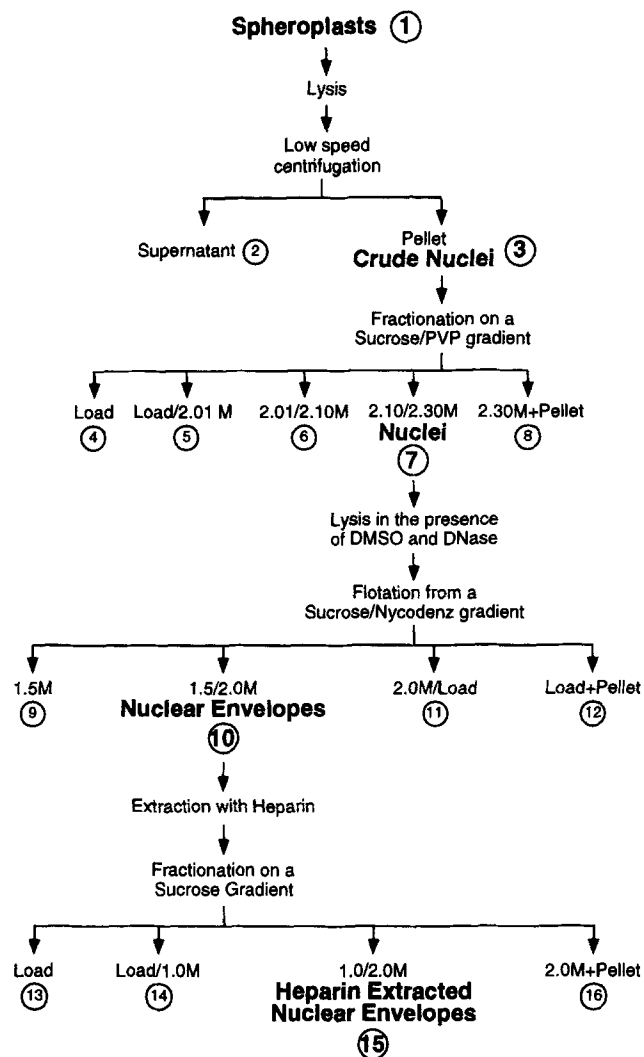 Spheroplasts 1
Lysis
Low speed
centrifugation
Supernatant 2
Pellet
Crude Nuclei 3
Fractionation on a
Sucrose/PVP gradient
Load Load/2.01 M 2.01/2.10M 2.10/2.30M 2.30M+Pellet
4 5 6 Nuclei 8
7
Lysis in the presence
of DMSO and DNase
Flotation from a
Sucrose/Nycodenz gradient
1.5M 1.5/2.0M 2.0M/Load Load+Pellet
9 Nuclear Envelopes 11 12
10
Extraction with Heparin
Fractionation on a
Sucrose Gradient
Load Load/1.0M 1.0/2.0M 2.0M+Pellet
13 14 Heparin Extracted 16
Nuclear Envelopes
15